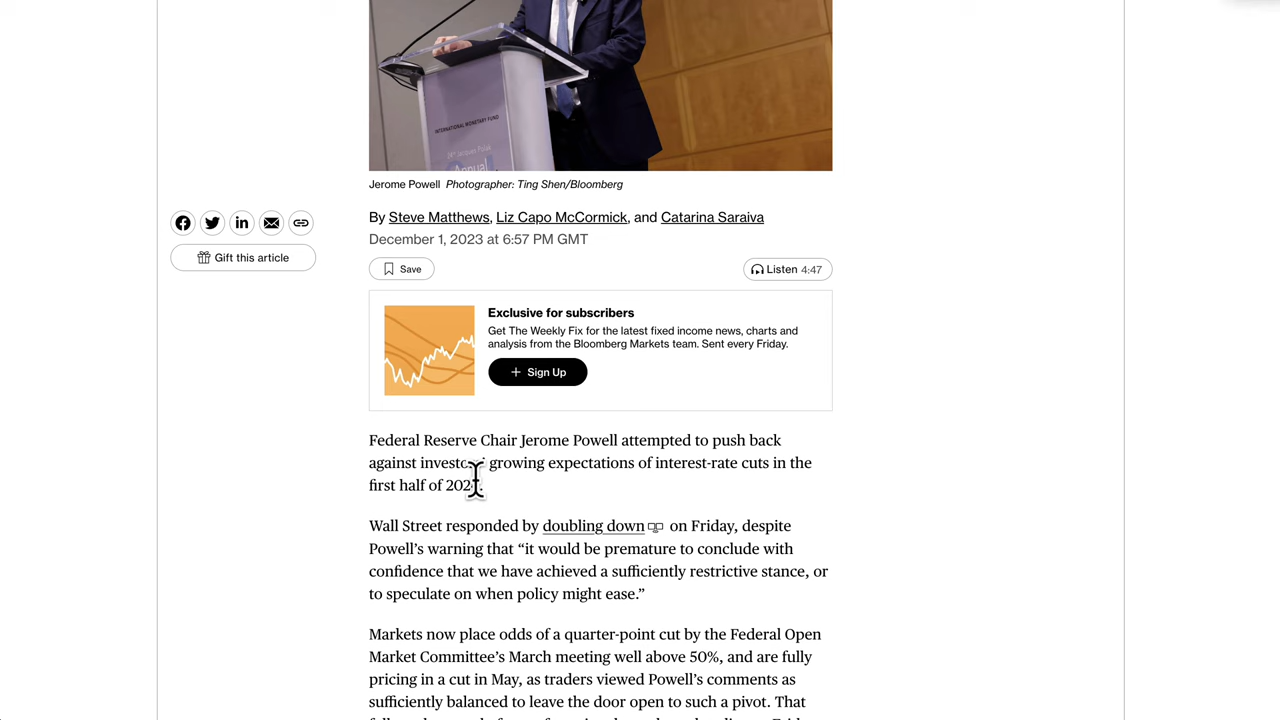 INTERNATIONAL MONETARY FUND
Annual
Jerome Powell Photographer: Ting Shen/Bloomberg
By Steve Matthews, Liz Capo McCormick, and Catarina Saraiva
December 1, 2023 at 6:57 PM GMT
Gift this article
Save
Listen 4:47
Exclusive for subscribers
Get The Weekly Fix for the latest fixed income news, charts and
analysis from the Bloomberg Markets team. Sent every Friday.
+ Sign Up
Federal Reserve Chair Jerome Powell attempted to push back
against growing expectations of interest-rate cuts in the
first half of
Wall Street responded by doubling down on Friday, despite
Powell’s warning that “it would be premature to conclude with
confidence that we have achieved a sufficiently restrictive stance, or
to speculate on when policy might ease.”
Markets now place odds of a quarter-point cut by the Federal Open
Market Committee’s March meeting well above 50%, and are fully
pricing in a cut in May, as traders viewed Powell’s comments as
sufficiently balanced to leave the door open to such a pivot. That